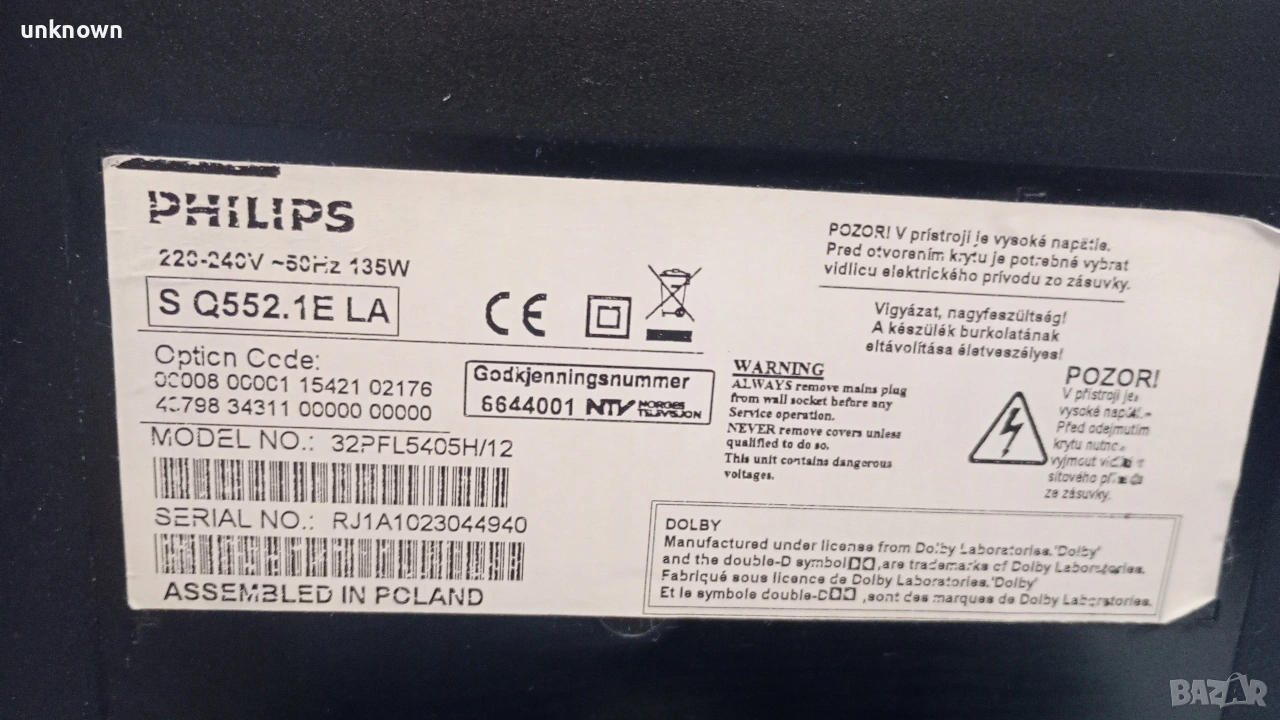 unknown
PHILIPS
220-240V ~50Hz 135W
S Q552.1E LA
Option Code:
00008 00001 15421 02176
43798 34311 00000 00000
MODEL NO.: 32PFL5405H/12
SERIAL NO.: RJ1A1023044940
ASSEMBLED IN POLAND
Godkjenningsnummer
6644001 NTV NORGES TELEVISJON
POZOR! V prístroji je vysoké napätie.
Pred otvorením krytu je potrebné vybrat
vidlicu elektrického prívodu zo zásuvky.
Vigyázat, nagyfeszültség!
A készülék burkolatának
eltávolítása életveszélyes!
WARNING
ALWAYS remove mains plug
from wall socket before any
Service operation.
NEVER remove covers unless
qualified to do so.
This unit contains dangerous
voltages.
POZOR!
V přístroji je
vysoké napět
Před odejmutím
krytu nutno
vyjmout
síťového
ze zásuvky.
DOLBY
Manufactured under license from Dolby Laboratories.'Dolby'
and the double-D symbol ,are trademarks of Dolby Laboratories.
Fabriqué sous licence de Dolby Laboratories.'Dolby'
Et le symbole double-D ,sont des marques de Dolby Laboratories.
BAZAR